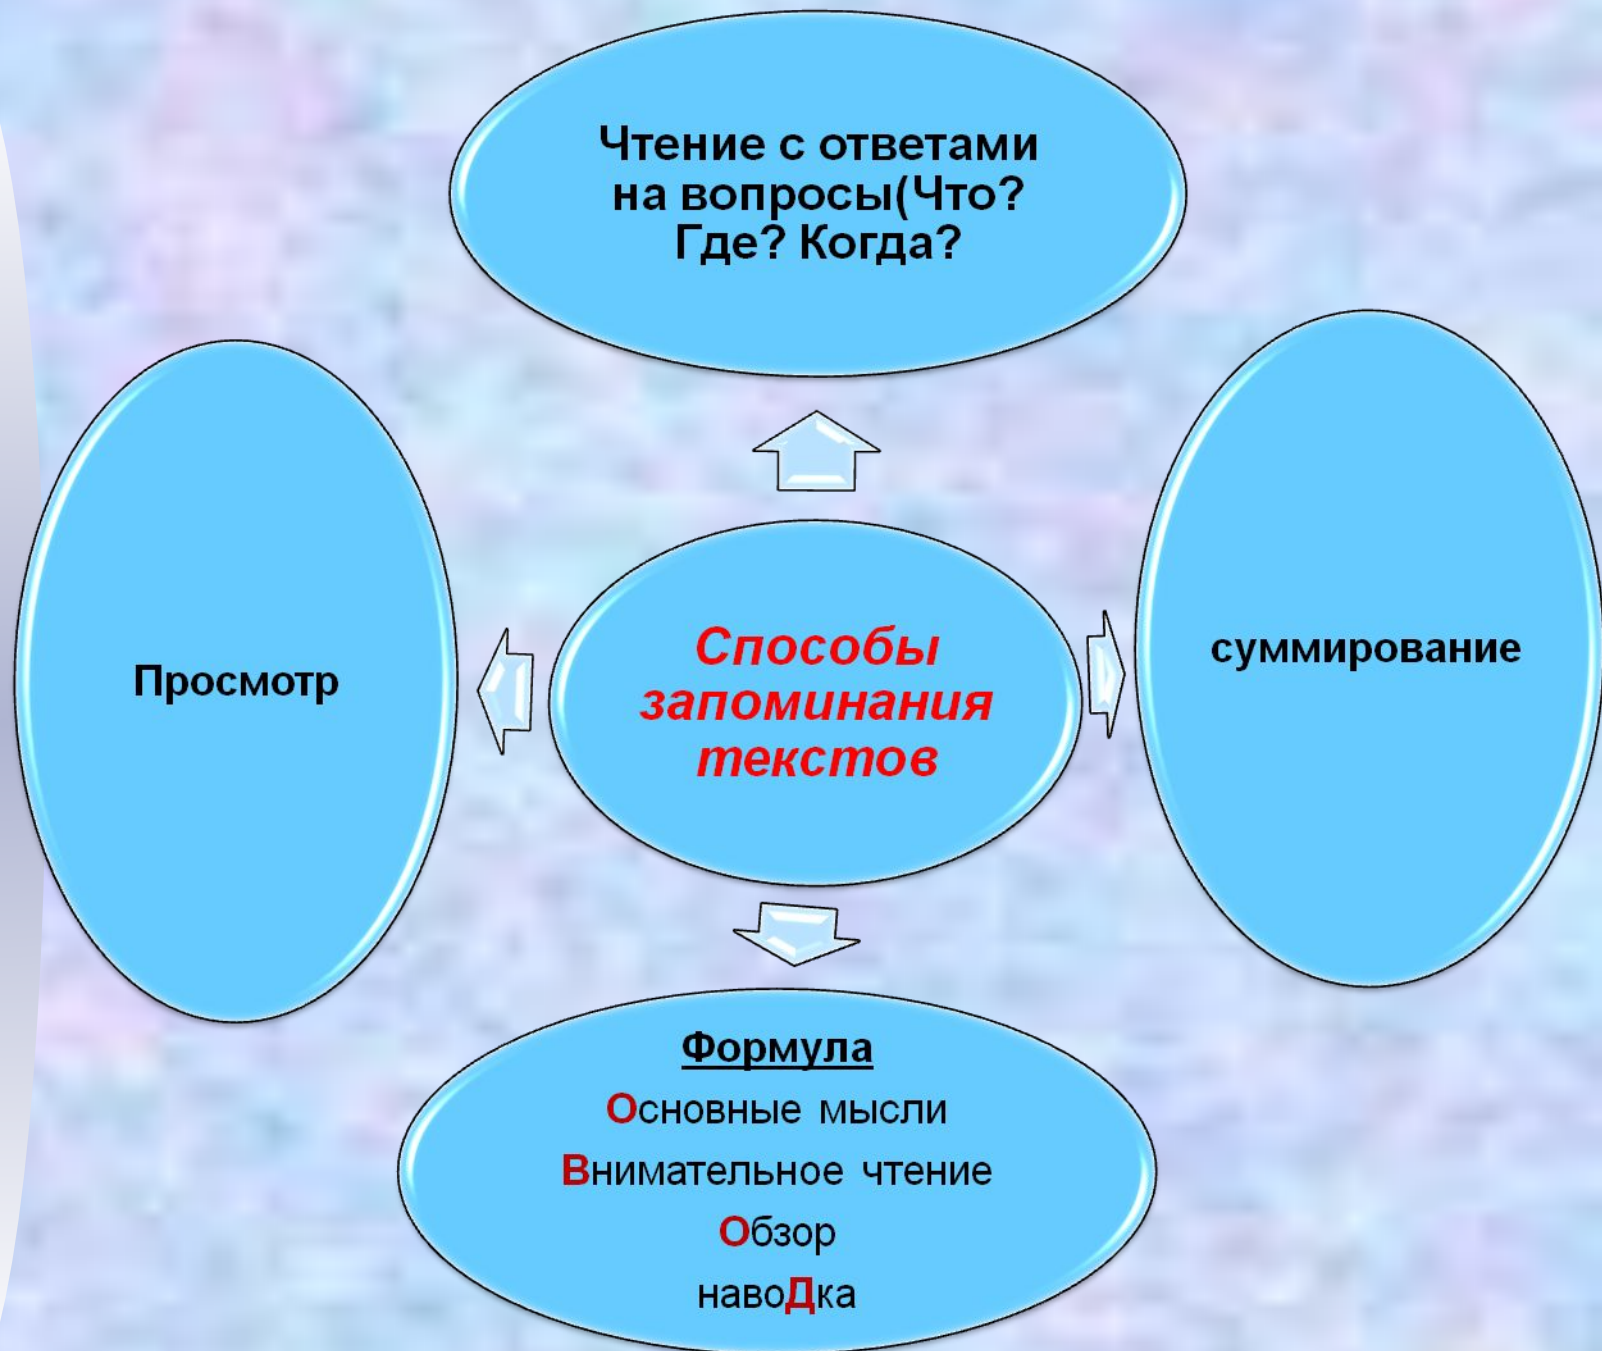 Чтение с ответами
на вопросы(Что?
Где? Когда?
Просмотр
Способы
запоминания
текстов
суммирование
Формула
Основные мысли
Внимательное чтение
Обзор
навоДка